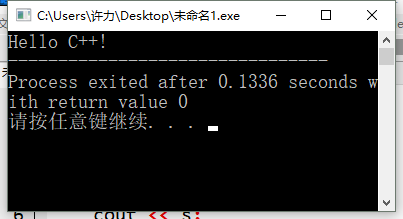 C:\Users\许力\Desktop\未命名1.exe
Hello C++!
--------------------------------
Process exited after 0.1336 seconds w
ith return value 0
请按任意键继续. . .
6 cout << s;